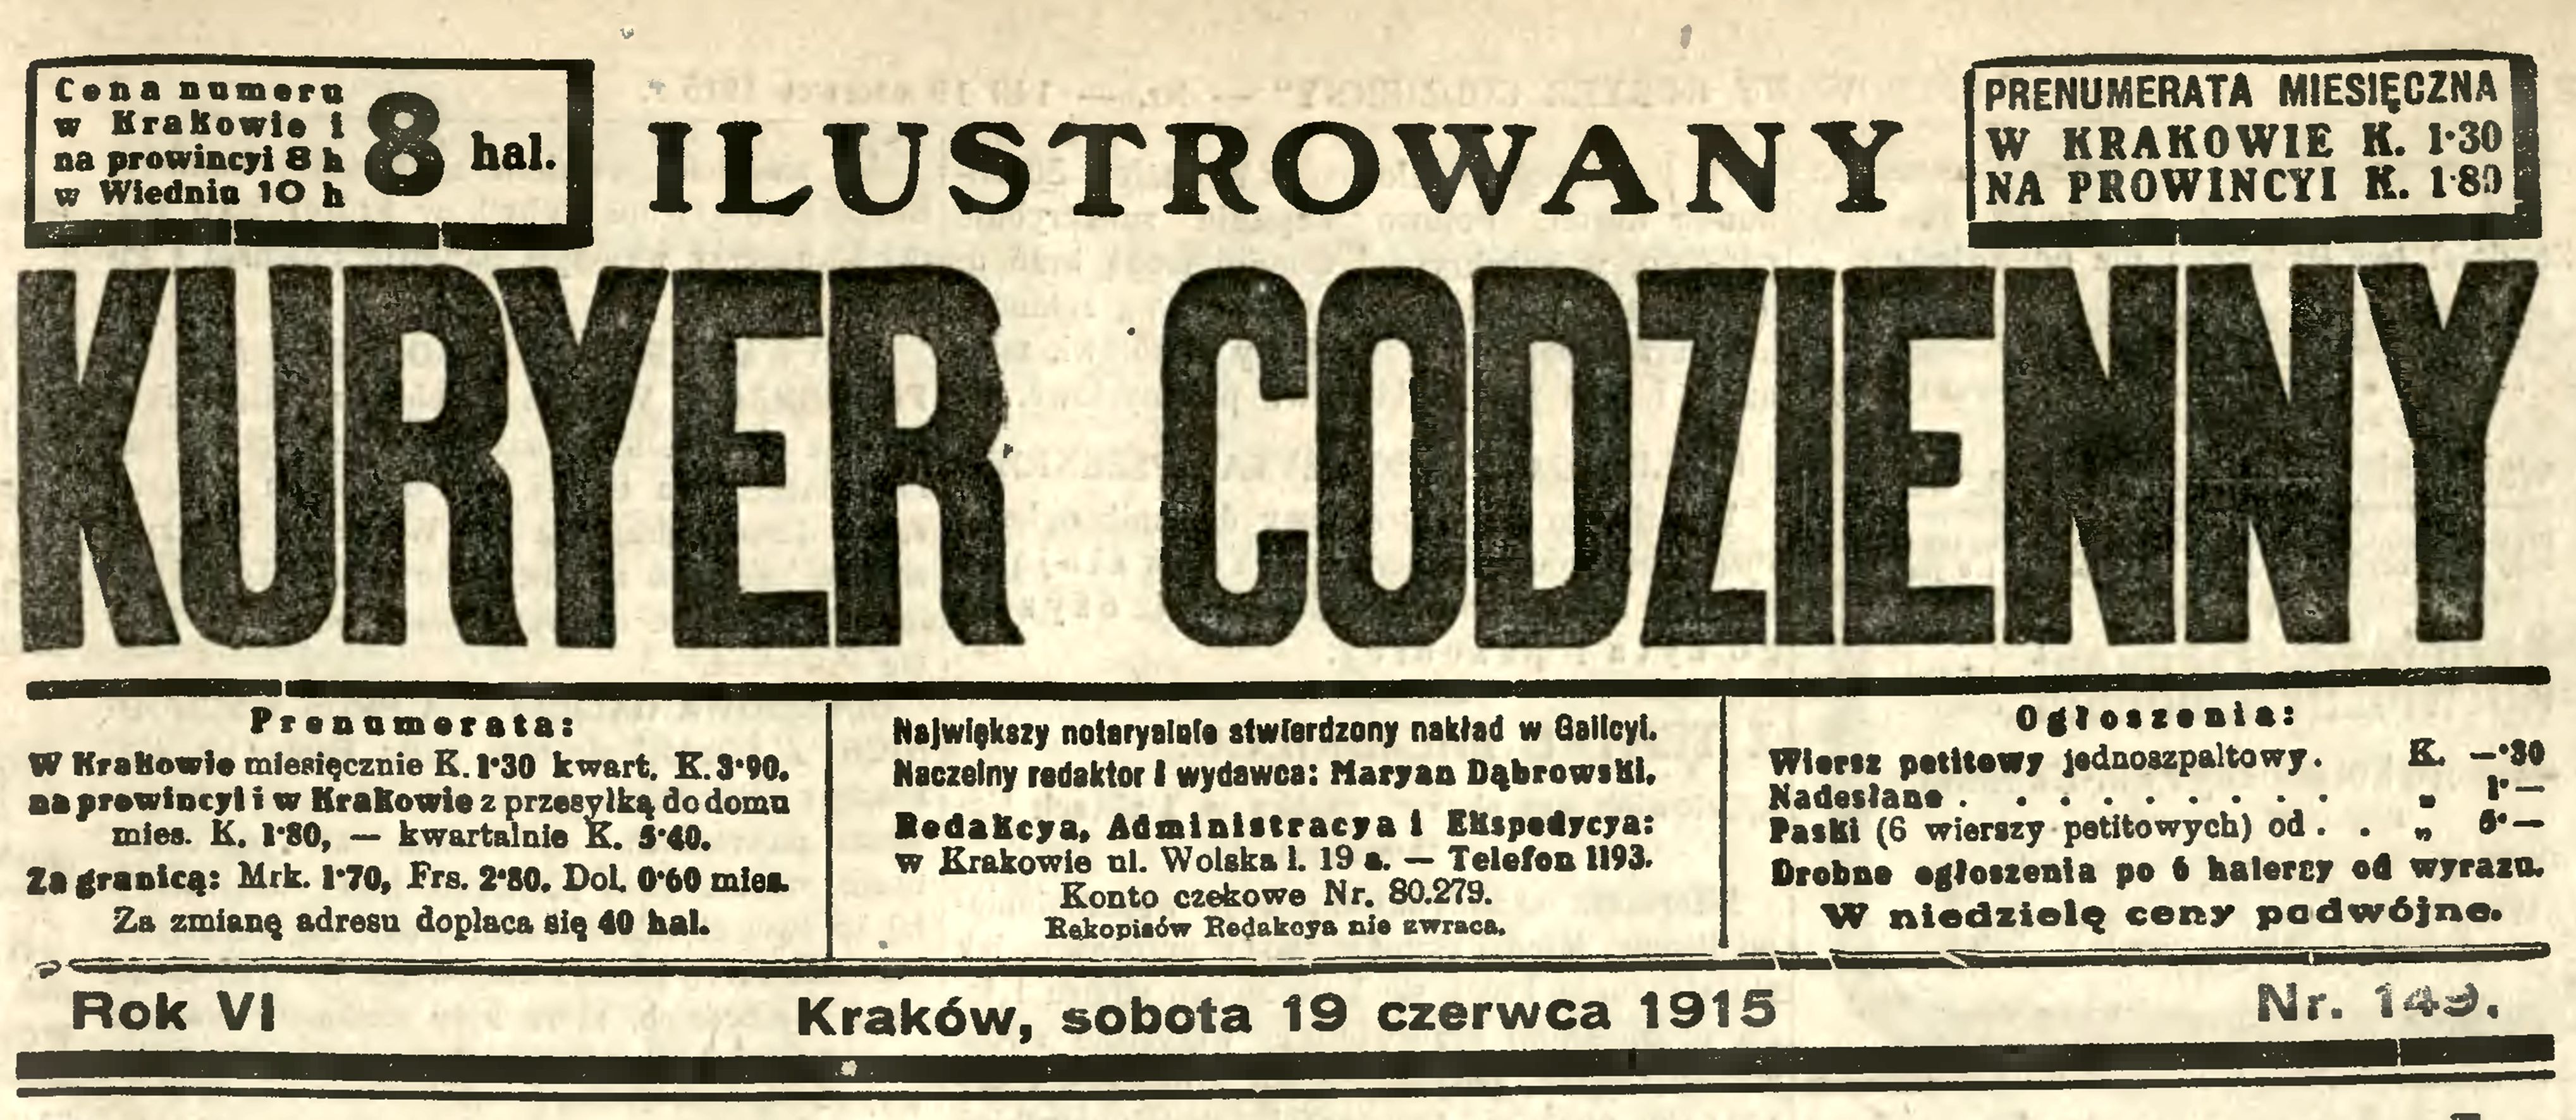 Cena numeru
w Krakowie i
na prowincyi 8 h
w Wiedniu 10 h
8 hal.
ILUSTROWANY
PRENUMERATA MIESIĘCZNA
W KRAKOWIE K. 1·30
NA PROWINCYI K. 1·80
KURYER CODZIENNY
Prenumerata:
W Krakowie miesięcznie K. 1·30 kwart. K. 3·90.
na prowincyi i w Krakowie z przesyłką do domu
mies. K. 1·80, — kwartalnie K. 5·40.
Za granicą: Mrk. 1·70, Frs. 2·80. Dol. 0·60 mies.
Za zmianę adresu dopłaca się 40 hal.
Największy notaryalnie stwierdzony nakład w Galicyi.
Naczelny redaktor i wydawca: Maryan Dąbrowski.
Redakcya, Administracya i Ekspedycya:
w Krakowie ul. Wolska l. 19 a. — Telefon 1193.
Konto czekowe Nr. 80.279.
Rękopisów Redakcya nie zwraca.
Ogłoszenia:
Wiersz petitowy jednoszpaltowy. K. —·30
Nadesłane . . . . . . . . . „ 1·—
Paski (6 wierszy petitowych) od . . „ 6·—
Drobne ogłoszenia po 6 halerzy od wyrazu.
W niedzielę ceny podwójne.
Rok VI
Kraków, sobota 19 czerwca 1915
Nr. 149.